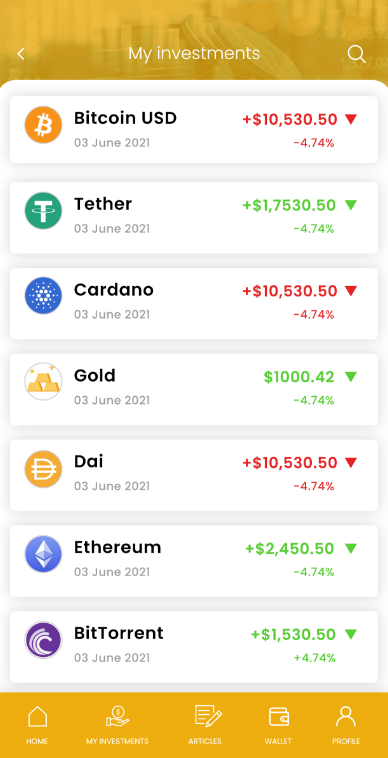 My investments
Bitcoin USD
+$10,530.50 ▼
03 June 2021
-4.74%
Tether
+$1,7530.50 ▼
03 June 2021
-4.74%
Cardano
+$10,530.50 ▼
03 June 2021
-4.74%
Gold
$1000.42 ▼
03 June 2021
-4.74%
Dai
+$10,530.50 ▼
03 June 2021
-4.74%
Ethereum
+$2,450.50 ▼
03 June 2021
-4.74%
BitTorrent
+$1,530.50 ▼
03 June 2021
+4.74%
HOME
MY INVESTMENTS
ARTICLES
WALLET
PROFILE